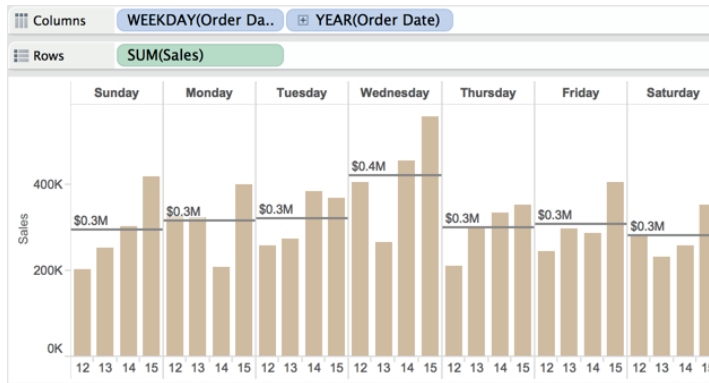 Columns WEEKDAY(Order Da.. YEAR(Order Date)
Rows SUM(Sales)
Sunday Monday Tuesday Wednesday Thursday Friday Saturday
$0.4M
400K
$0.3M $0.3M $0.3M $0.3M $0.3M $0.3M
Sales
200K
0K
12 13 14 15 12 13 14 15 12 13 14 15 12 13 14 15 12 13 14 15 12 13 14 15 12 13 14 1